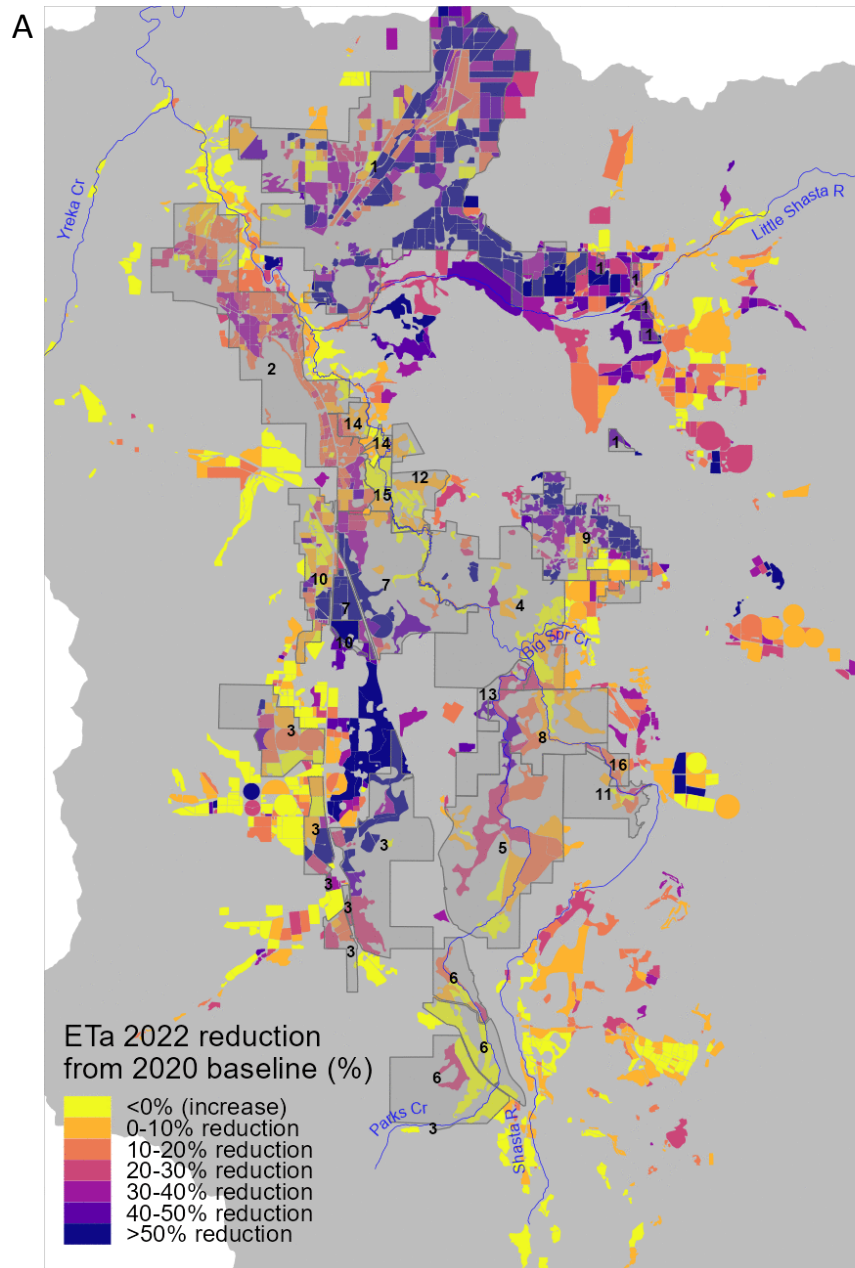 A
1
Yreka Cr
Little Shasta R
1
1
1
1
2
14
1
14
12
15
9
10
7
7
4
10
Big Spr Cr
13
3
8
16
11
3
3
5
3
3
3
6
6
6
ETa 2022 reduction
from 2020 baseline (%)
<0% (increase)
0-10% reduction
10-20% reduction
20-30% reduction
30-40% reduction
40-50% reduction
>50% reduction
Parks Cr
3
Shasta R